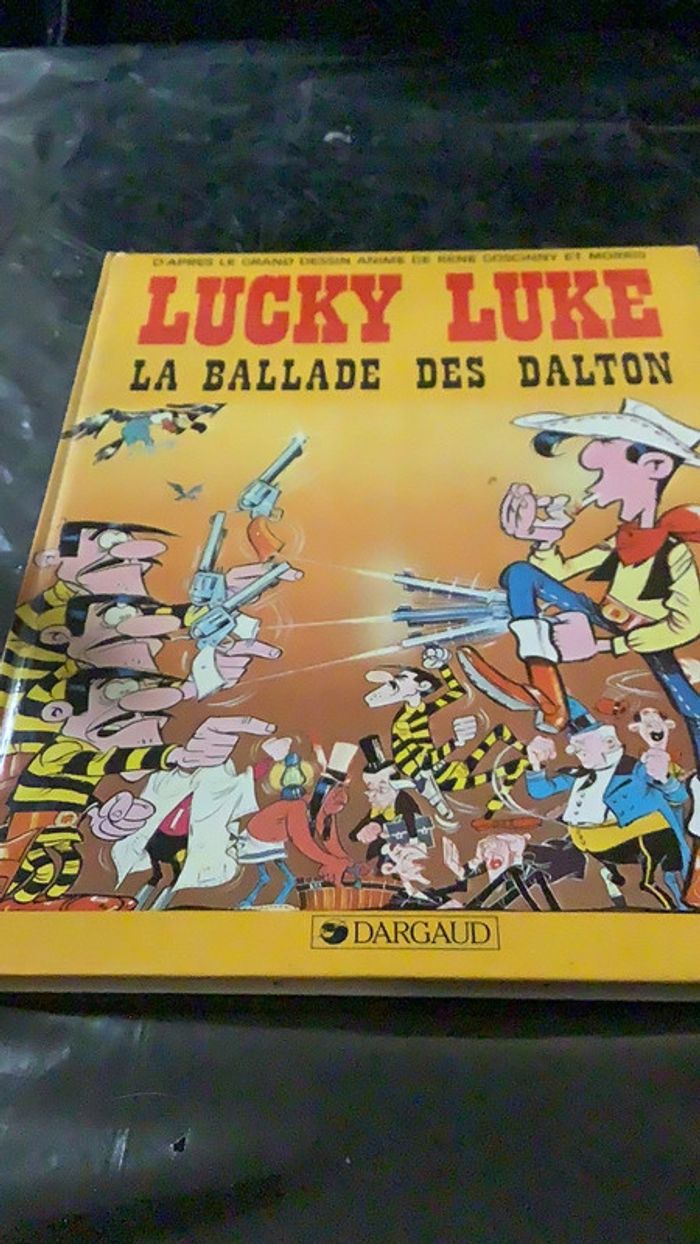 D'APRÈS LE GRAND DESSIN ANIMÉ DE RENÉ GOSCINNY ET MORRIS
LUCKY LUKE
LA BALLADE DES DALTON
DARGAUD